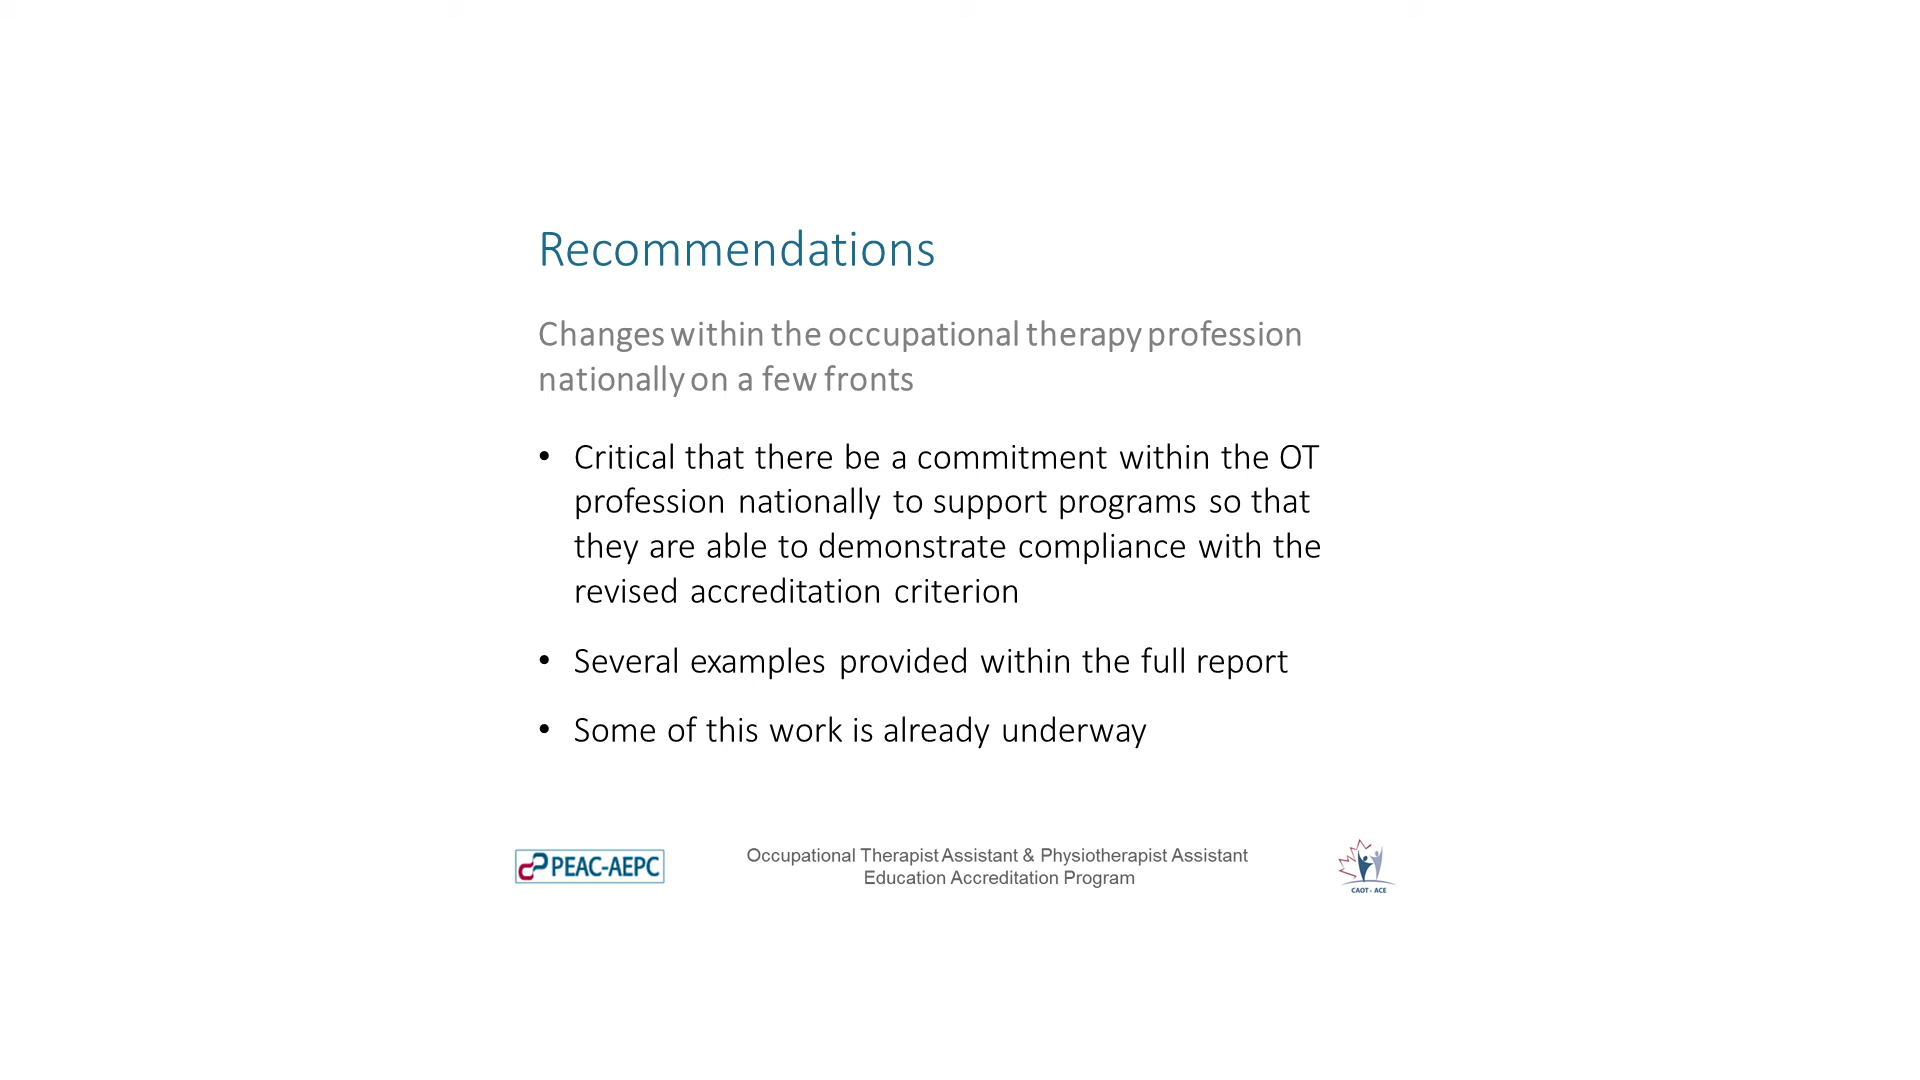 Recommendations
Changes within the occupational therapy profession
nationally on a few fronts
• Critical that there be a commitment within the OT
profession nationally to support programs so that
they are able to demonstrate compliance with the
revised accreditation criterion
• Several examples provided within the full report
• Some of this work is already underway
PEAC-AEPC
Occupational Therapist Assistant & Physiotherapist Assistant
Education Accreditation Program
CAOT - ACE